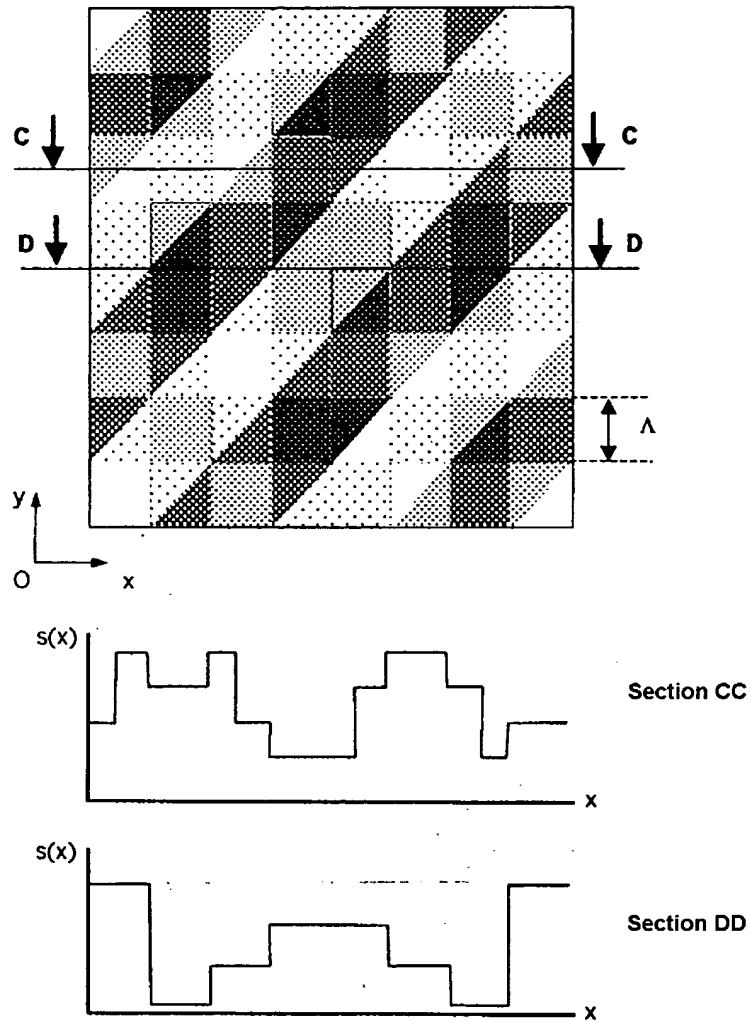 C C
D D
Λ
y
O x
s(x)
Section CC
x
s(x)
Section DD
x